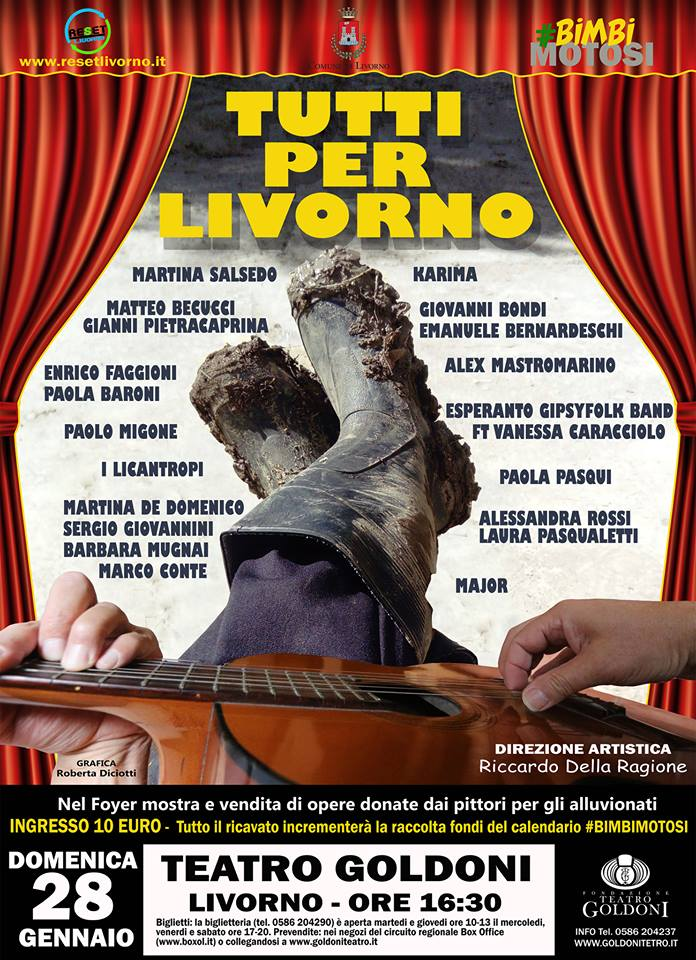 RESET
LIVORNO
www.resetlivorno.it
COMUNE DI LIVORNO
#BiMBi
MOTOSI
TUTTI
PER
LIVORNO
MARTINA SALSEDO
KARIMA
MATTEO BECUCCI
GIANNI PIETRACAPRINA
GIOVANNI BONDI
EMANUELE BERNARDESCHI
ENRICO FAGGIONI
PAOLA BARONI
ALEX MASTROMARINO
PAOLO MIGONE
ESPERANTO GIPSYFOLK BAND
FT VANESSA CARACCIOLO
I LICANTROPI
PAOLA PASQUI
MARTINA DE DOMENICO
SERGIO GIOVANNINI
BARBARA MUGNAI
MARCO CONTE
ALESSANDRA ROSSI
LAURA PASQUALETTI
MAJOR
GRAFICA
Roberta Diciotti
DIREZIONE ARTISTICA
Riccardo Della Ragione
Nel Foyer mostra e vendita di opere donate dai pittori per gli alluvionati
INGRESSO 10 EURO - Tutto il ricavato incrementerà la raccolta fondi del calendario #BIMBIMOTOSI
DOMENICA
28
GENNAIO
TEATRO GOLDONI
LIVORNO - ORE 16:30
Biglietti: la biglietteria (tel. 0586 204290) è aperta martedi e giovedi ore 10-13 il mercoledi,
venerdi e sabato ore 17-20. Prevendite: nei negozi del circuito regionale Box Office
(www.boxol.it) o collegandosi a www.goldoniteatro.it
FONDAZIONE
TEATRO
GOLDONI
INFO Tel. 0586 204237
WWW.GOLDONITETRO.IT